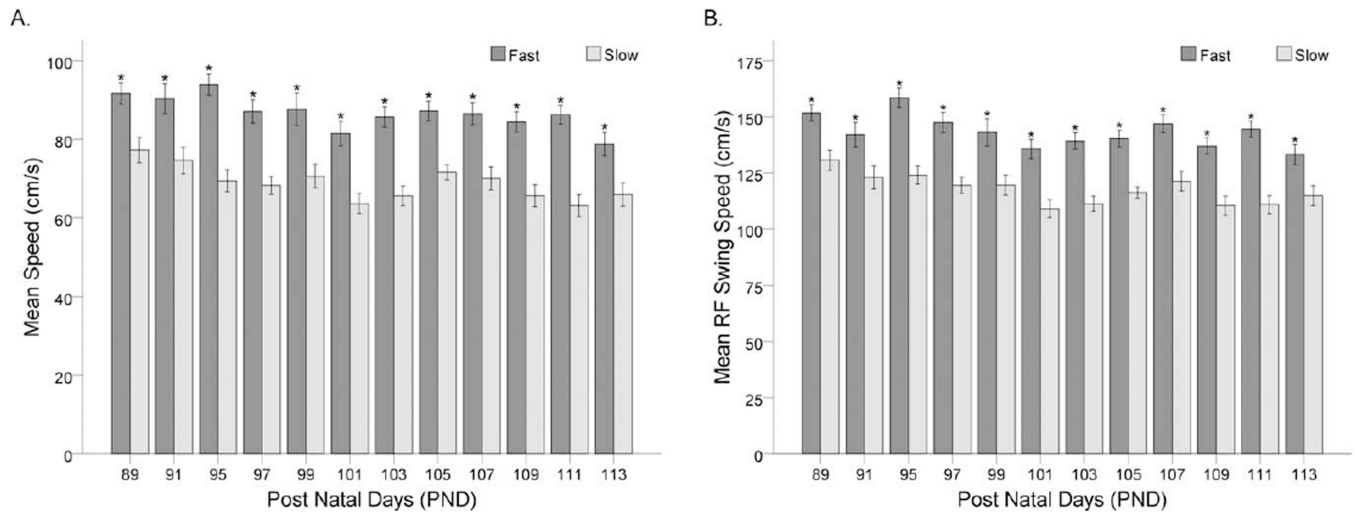 A.
Fast Slow
* * * * * * * * * * * *
100
80
60
40
20
0
Mean Speed (cm/s)
89 91 95 97 99 101 103 105 107 109 111 113
Post Natal Days (PND)
B.
Fast Slow
* * * * * * * * * * * *
175
150
125
100
75
50
25
0
Mean RF Swing Speed (cm/s)
89 91 95 97 99 101 103 105 107 109 111 113
Post Natal Days (PND)